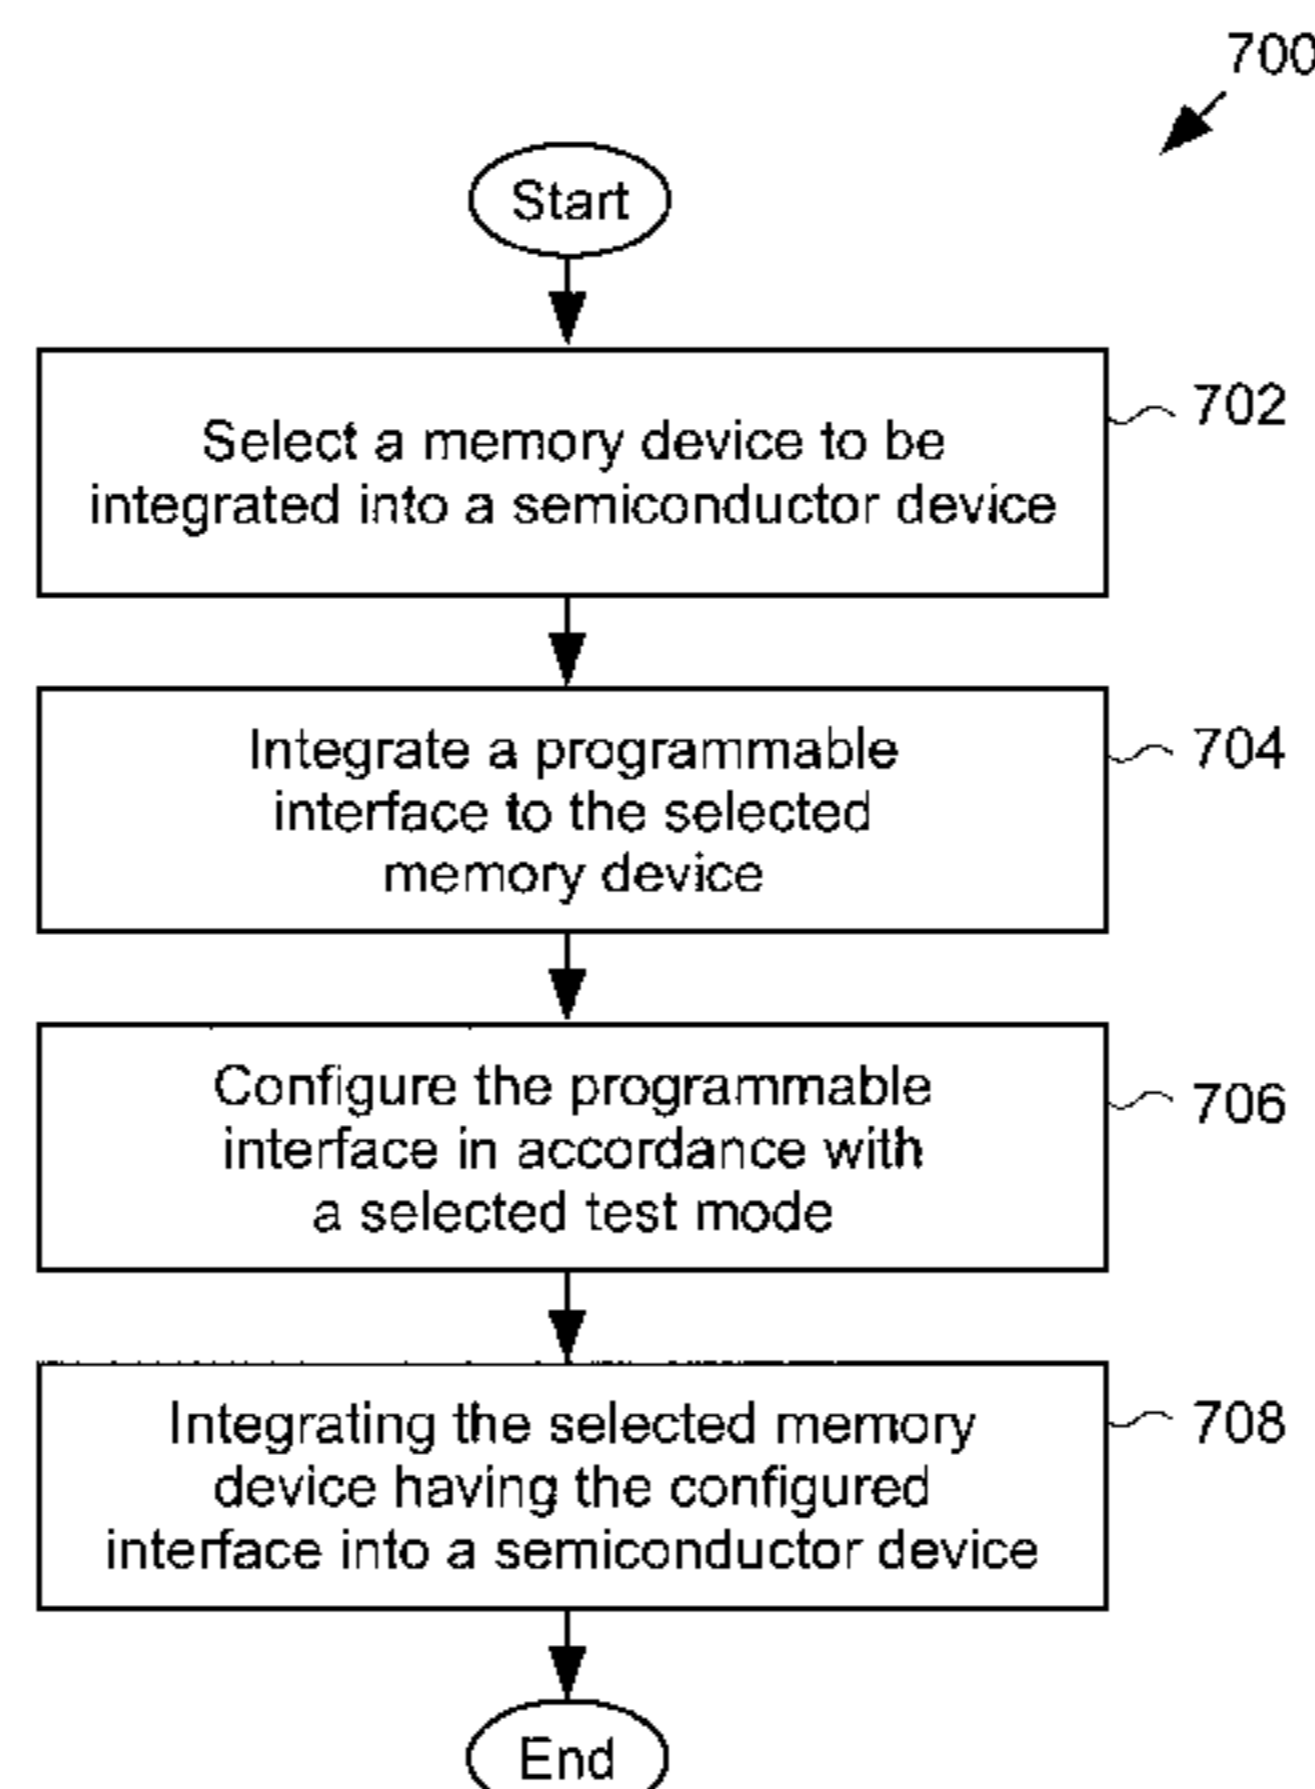 700
Start
Select a memory device to be
integrated into a semiconductor device
702
Integrate a programmable
interface to the selected
memory device
704
Configure the programmable
interface in accordance with
a selected test mode
706
Integrating the selected memory
device having the configured
interface into a semiconductor device
708
End